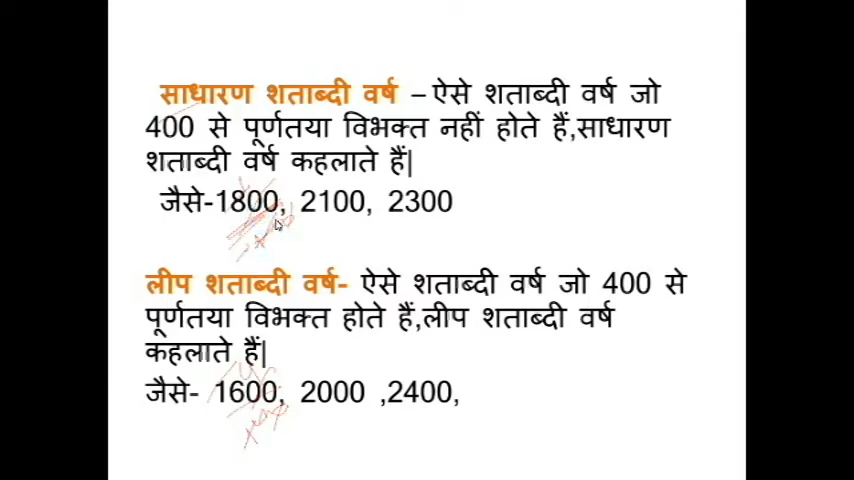 साधारण शताब्दी वर्ष – ऐसे शताब्दी वर्ष जो
400 से पूर्णतया विभक्त नहीं होते हैं,साधारण
शताब्दी वर्ष कहलाते हैं|
जैसे-1800, 2100, 2300
लीप शताब्दी वर्ष- ऐसे शताब्दी वर्ष जो 400 से
पूर्णतया विभक्त होते हैं,लीप शताब्दी वर्ष
कहलाते हैं|
जैसे- 1600, 2000 ,2400,